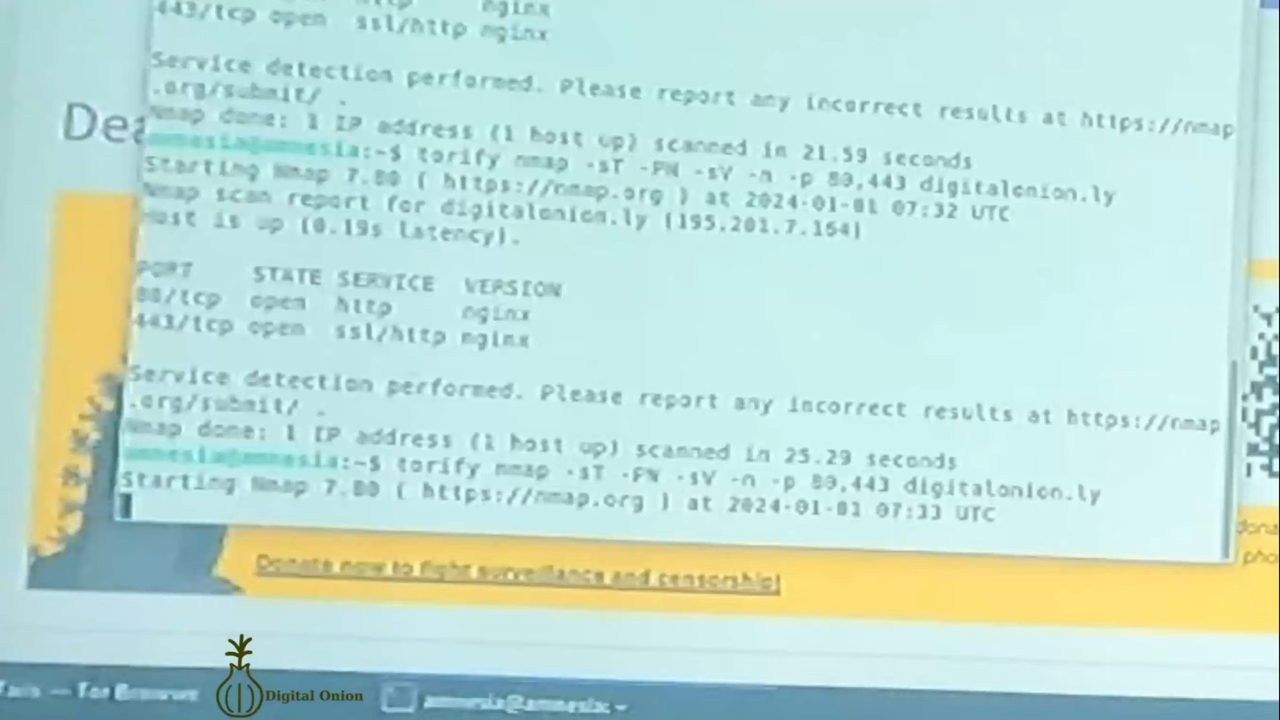 nginx
443/tcp open ssl/http nginx
Service detection performed. Please report any incorrect results at https://nmap
.org/submit/ .
Nmap done: 1 IP address (1 host up) scanned in 21.59 seconds
amnesia@amnesia:~$ torify nmap -sT -PN -sV -n -p 80,443 digitalonion.ly
Starting Nmap 7.80 ( https://nmap.org ) at 2024-01-01 07:32 UTC
Nmap scan report for digitalonion.ly (195.201.7.164)
Host is up (0.19s latency).
PORT STATE SERVICE VERSION
80/tcp open http nginx
443/tcp open ssl/http nginx
Service detection performed. Please report any incorrect results at https://nmap
.org/submit/ .
Nmap done: 1 IP address (1 host up) scanned in 25.29 seconds
amnesia@amnesia:~$ torify nmap -sT -PN -sV -n -p 80,443 digitalonion.ly
Starting Nmap 7.80 ( https://nmap.org ) at 2024-01-01 07:33 UTC
Donate now to fight surveillance and censorship!
Tails — Tor Browser
Digital Onion
amnesia@amnesia: ~